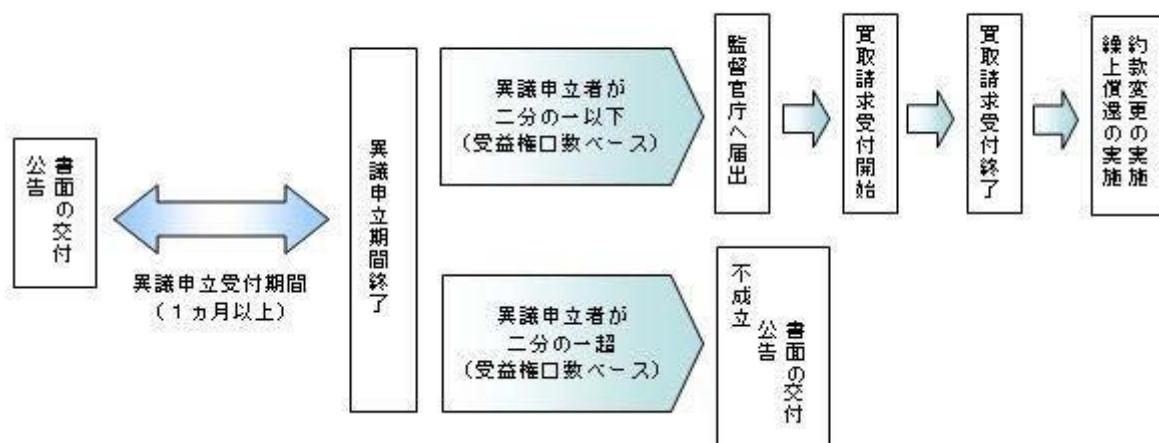 公告
書面の交付
異議申立受付期間
（１ヵ月以上）
異議申立期間終了
異議申立者が
二分の一以下
（受益権口数ベース）
監督官庁へ届出
買取請求受付開始
買取請求受付終了
約款変更の実施
繰上償還の実施
異議申立者が
二分の一超
（受益権口数ベース）
不成立
公告
書面の交付